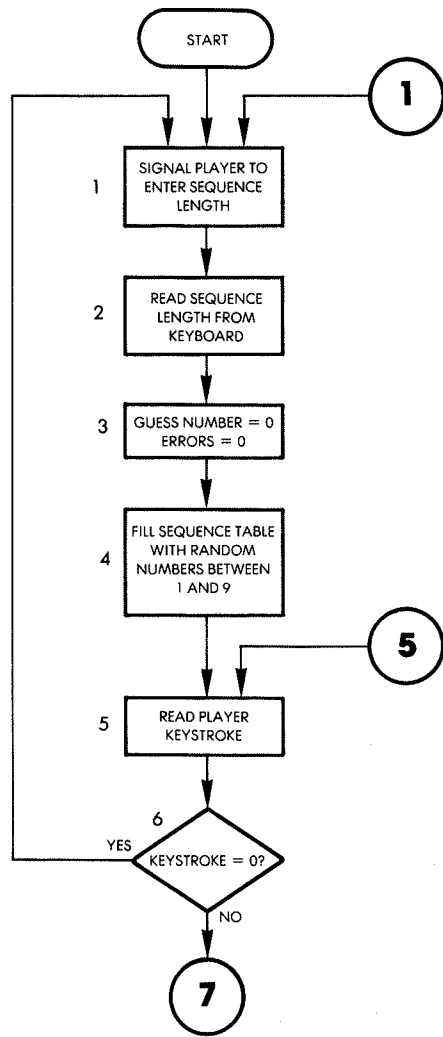 START
1
1
SIGNAL PLAYER TO
ENTER SEQUENCE
LENGTH
2
READ SEQUENCE
LENGTH FROM
KEYBOARD
3
GUESS NUMBER = 0
ERRORS = 0
4
FILL SEQUENCE TABLE
WITH RANDOM
NUMBERS BETWEEN
1 AND 9
5
5
READ PLAYER
KEYSTROKE
6
YES
KEYSTROKE = 0?
NO
7